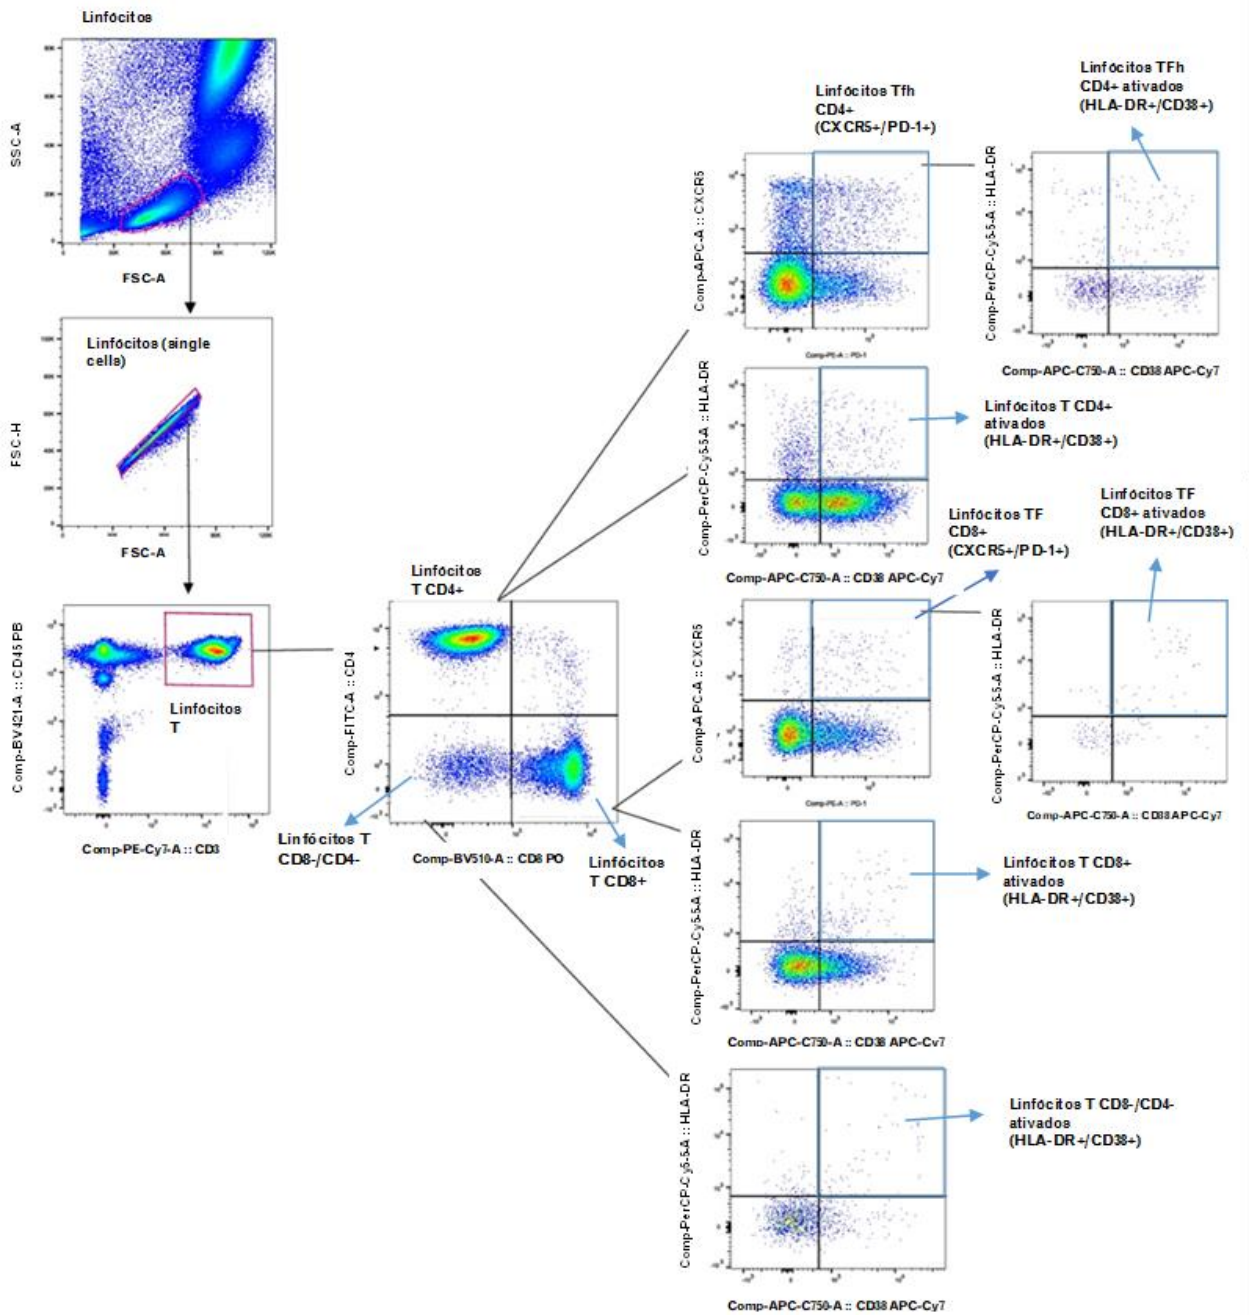 Linfócitos
SSC-A
FSC-A
Linfócitos (single
cells)
FSC-H
FSC-A
Comp-BV421-A :: CD45 PB
Linfócitos
T
Comp-PE-Cy7-A :: CD3
Linfócitos
T CD4+
Comp-FITC-A :: CD4
Linfócitos T
CD8-/CD4-
Comp-BV510-A :: CD8 PO
Linfócitos
T CD8+
Linfócitos Tfh
CD4+
(CXCR5+/PD-1+)
Comp-APC-A :: CXCR5
Comp-PE-A :: PD-1
Linfócitos TFh
CD4+ ativados
(HLA-DR+/CD38+)
Comp-PerCP-Cy5-5-A :: HLA-DR
Comp-APC-C750-A :: CD38 APC-Cy7
Comp-PerCP-Cy5-5-A :: HLA-DR
Comp-APC-C750-A :: CD38 APC-Cy7
Linfócitos T CD4+
ativados
(HLA-DR+/CD38+)
Linfócitos TF
CD8+
(CXCR5+/PD-1+)
Comp-APC-A :: CXCR5
Comp-PE-A :: PD-1
Linfócitos TF
CD8+ ativados
(HLA-DR+/CD38+)
Comp-PerCP-Cy5-5-A :: HLA-DR
Comp-APC-C750-A :: CD38 APC-Cy7
Comp-PerCP-Cy5-5-A :: HLA-DR
Comp-APC-C750-A :: CD38 APC-Cy7
Linfócitos T CD8+
ativados
(HLA-DR+/CD38+)
Comp-PerCP-Cy5-5-A :: HLA-DR
Comp-APC-C750-A :: CD38 APC-Cy7
Linfócitos T CD8-/CD4-
ativados
(HLA-DR+/CD38+)